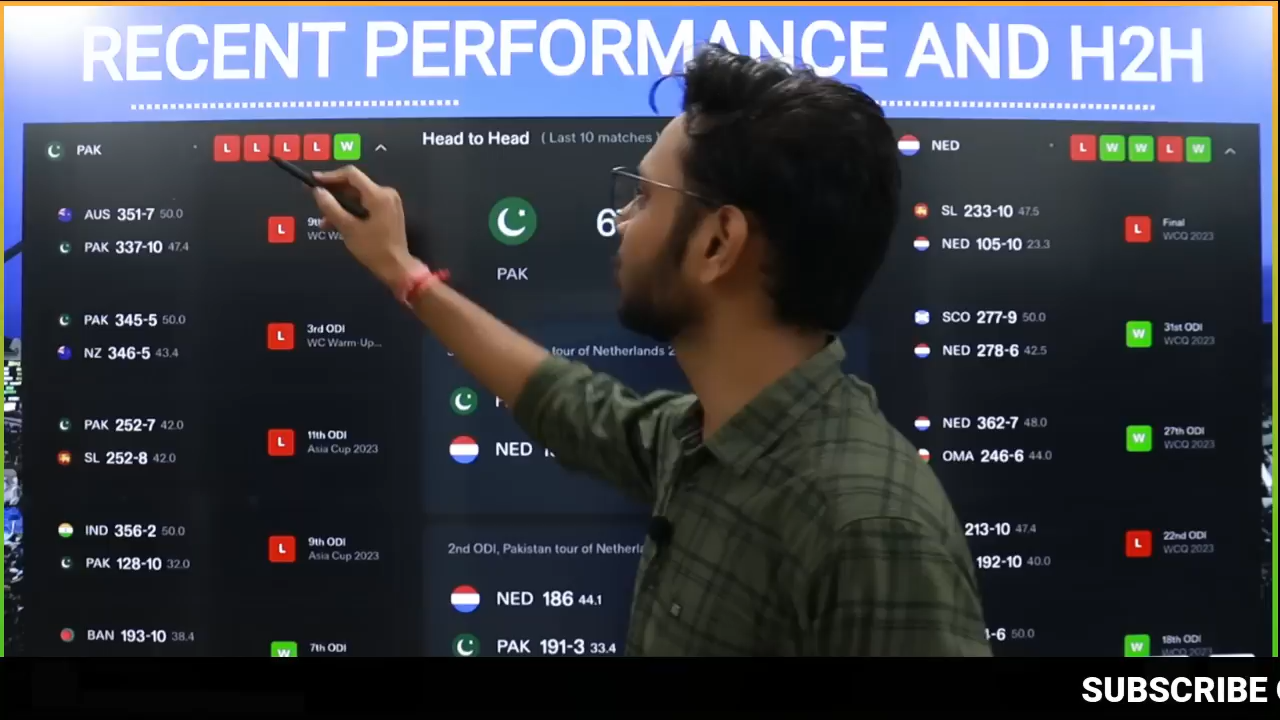 RECENT PERFORMANCE AND H2H
PAK
L L L L W
AUS 351-7 50.0
PAK 337-10 47.4
L
PAK 345-5 50.0
NZ 346-5 43.4
L
3rd ODI
WC Warm-Up...
PAK 252-7 42.0
SL 252-8 42.0
L
11th ODI
Asia Cup 2023
IND 356-2 50.0
PAK 128-10 32.0
L
9th ODI
Asia Cup 2023
BAN 193-10 38.4
W
7th ODI
Head to Head (Last 10 matches)
PAK
6
tour of Netherlands
NED
2nd ODI, Pakistan tour of
NED 186 44.1
PAK 191-3 33.4
NED
L W W L W
SL 233-10 47.5
NED 105-10 23.3
L
Final
WCQ 2023
SCO 277-9 50.0
NED 278-6 42.5
W
31st ODI
WCQ 2023
NED 362-7 48.0
OMA 246-6 44.0
W
27th ODI
WCQ 2023
213-10 47.4
192-10 40.0
L
22nd ODI
WCQ 2023
-6 50.0
W
18th ODI
WCQ 2023
SUBSCRIBE